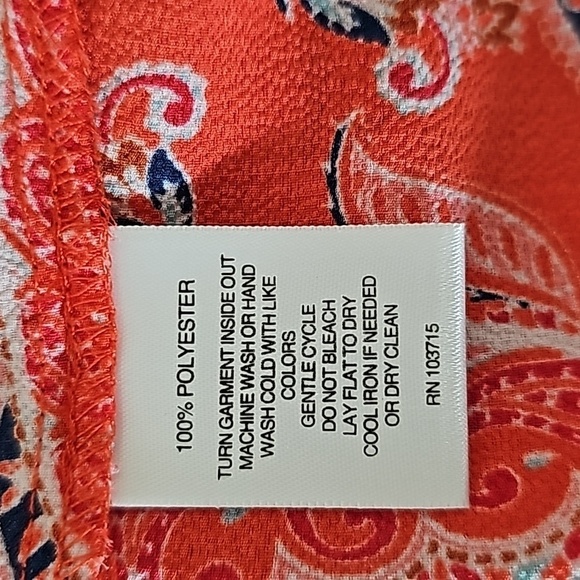 100% POLYESTER
TURN GARMENT INSIDE OUT
MACHINE WASH OR HAND
WASH COLD WITH LIKE
COLORS
GENTLE CYCLE
DO NOT BLEACH
LAY FLAT TO DRY
COOL IRON IF NEEDED
OR DRY CLEAN
RN 103715